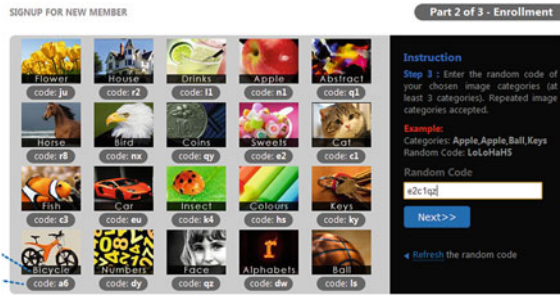 SIGNUP FOR NEW MEMBER
Part 2 of 3 - Enrollment
Flower House Drinks Apple Abstract
code: ju code: r2 code: l1 code: n1 code: q1
Horse Bird Coins Sweets Cat
code: r8 code: nx code: qy code: e2 code: c1
Fish Car Insect Colours Keys
code: c3 code: eu code: k4 code: hs code: ky
Bicycle Numbers Face Alphabets Ball
code: a6 code: dy code: qz code: dw code: ls
Instruction
Step 3 : Enter the random code of
your chosen image categories (at
least 3 categories). Repeated image
categories accepted.
Example:
Categories: Apple,Apple,Ball,Keys
Random Code: LoLoHaH5
Random Code
e2c1qz
Next>>
Refresh the random code